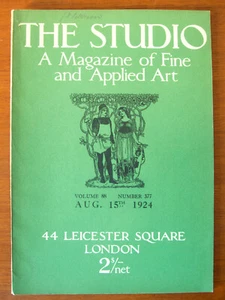 THE STUDIO
A Magazine of Fine
and Applied Art
VOLUME 88 NUMBER 377
AUG. 15TH 1924
44 LEICESTER SQUARE
LONDON
2s/- net